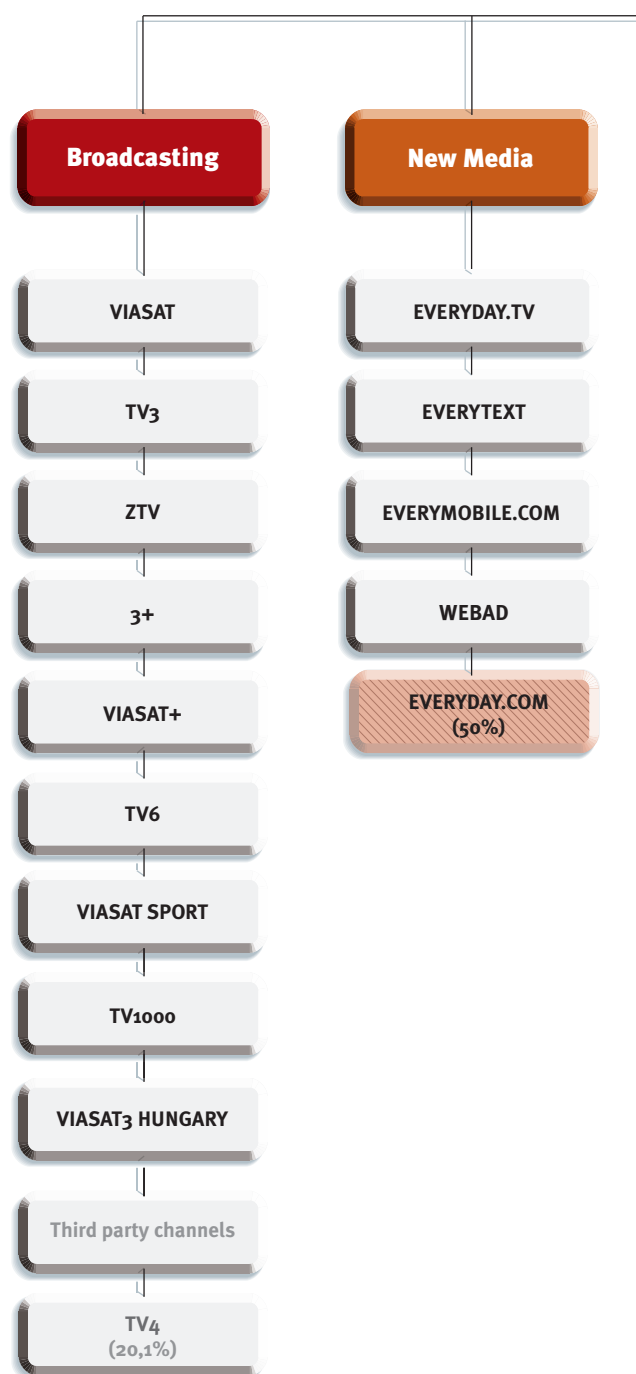 Broadcasting
VIASAT
TV3
ZTV
3+
VIASAT+
TV6
VIASAT SPORT
TV1000
VIASAT3 HUNGARY
Third party channels
TV4
(20,1%)
New Media
EVERYDAY.TV
EVERYTEXT
EVERYMOBILE.COM
WEBAD
EVERYDAY.COM
(50%)